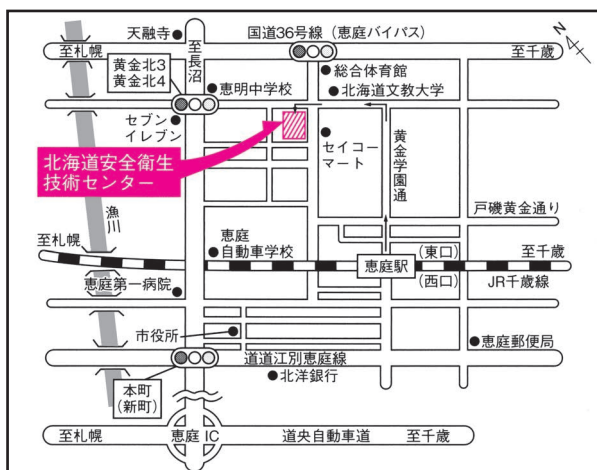 天融寺
国道36号線（恵庭バイパス）
N
至札幌
至長沼
至千歳
黄金北3
黄金北4
総合体育館
恵明中学校
北海道文教大学
セブン
イレブン
セイコー
マート
黄金学園通
北海道安全衛生
技術センター
漁川
戸磯黄金通り
至札幌
恵庭
自動車学校
恵庭駅
（東口）
（西口）
至千歳
JR千歳線
恵庭第一病院
市役所
恵庭郵便局
道道江別恵庭線
本町
（新町）
北洋銀行
至札幌
恵庭IC
道央自動車道
至千歳